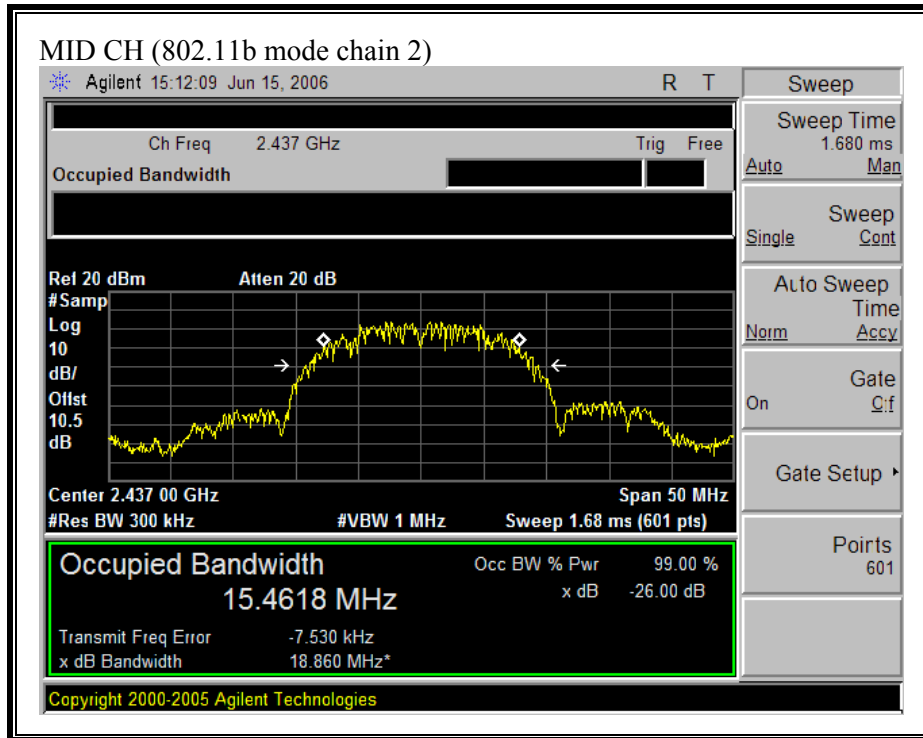 MID CH (802.11b mode chain 2)
Agilent 15:12:09 Jun 15, 2006 R T
Ch Freq 2.437 GHz Trig Free
Occupied Bandwidth
Ref 20 dBm Atten 20 dB
#Samp
Log
10
dB/
Offst
10.5
dB
Center 2.437 00 GHz Span 50 MHz
#Res BW 300 kHz #VBW 1 MHz Sweep 1.68 ms (601 pts)
Occupied Bandwidth Occ BW % Pwr 99.00 %
15.4618 MHz x dB -26.00 dB
Transmit Freq Error -7.530 kHz
x dB Bandwidth 18.860 MHz*
Copyright 2000-2005 Agilent Technologies
Sweep
Sweep Time
1.680 ms
Auto Man
Sweep
Single Cont
Auto Sweep
Time
Norm Accy
Gate
On Off
Gate Setup
Points
601